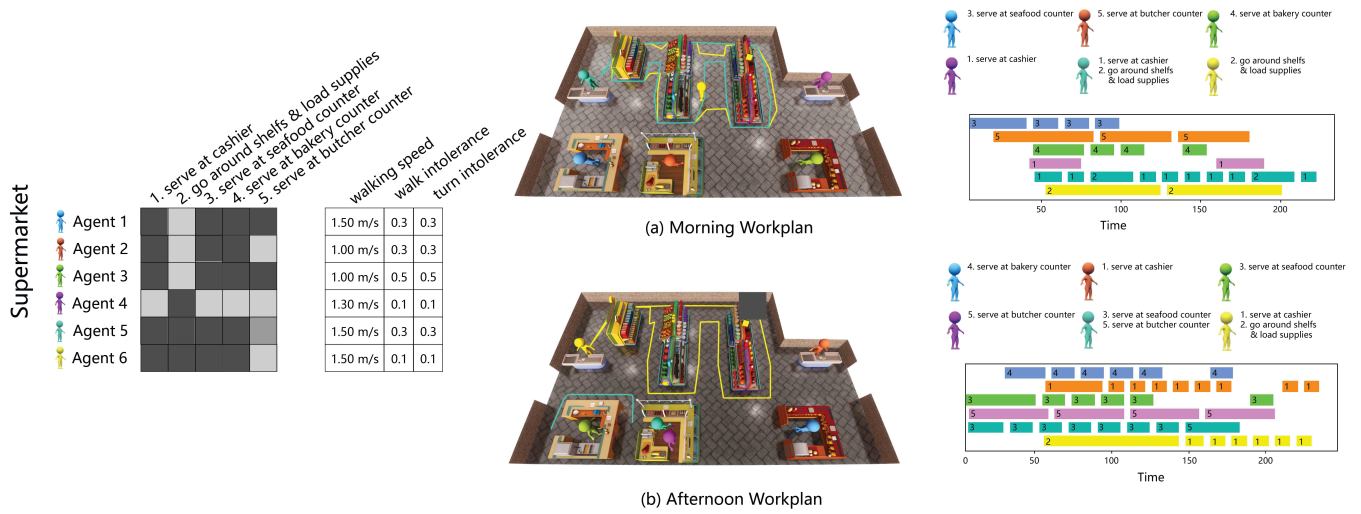 Supermarket
1. serve at cashier
2. go around shelfs & load supplies
3. serve at seafood counter
4. serve at bakery counter
5. serve at butcher counter
walking speed
walk intolerance
turn intolerance
Agent 1
1.50 m/s 0.3 0.3
Agent 2
1.00 m/s 0.3 0.3
Agent 3
1.00 m/s 0.5 0.5
Agent 4
1.30 m/s 0.1 0.1
Agent 5
1.50 m/s 0.3 0.3
Agent 6
1.50 m/s 0.1 0.1
(a) Morning Workplan
3. serve at seafood counter
5. serve at butcher counter
4. serve at bakery counter
1. serve at cashier
1. serve at cashier
2. go around shelfs
& load supplies
2. go around shelfs
& load supplies
3 3 3 3
5 5 5
4 4 4 4
1 1
1 1 2 1 1 1 1 1 2 1
2 2
50 100 150 200
Time
(b) Afternoon Workplan
4. serve at bakery counter
1. serve at cashier
3. serve at seafood counter
5. serve at butcher counter
3. serve at seafood counter
5. serve at butcher counter
1. serve at cashier
2. go around shelfs
& load supplies
4 4 4 4 4 4
1 1 1 1 1 1 1 1 1
3 3 3 3 3 3
5 5 5 5
3 3 3 3 3 3 5
2 1 1 1 1 1 1
0 50 100 150 200
Time